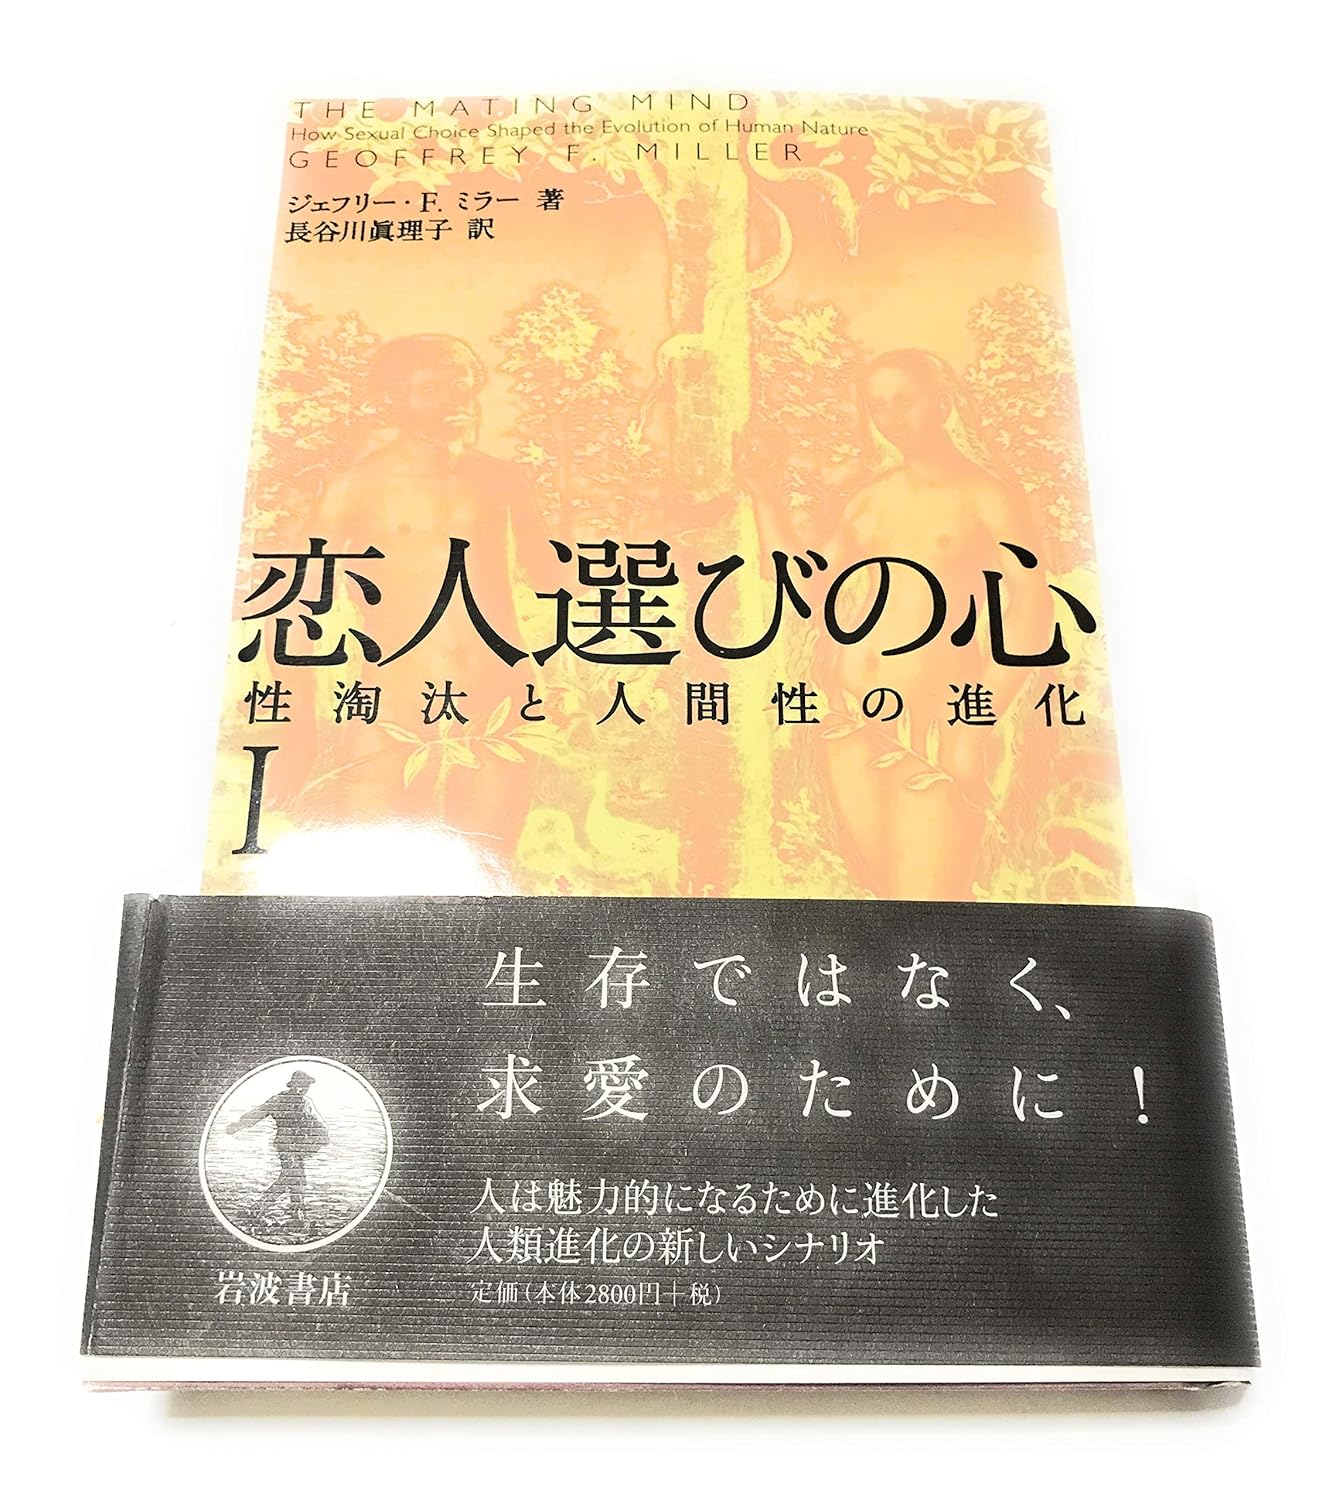 THE MATING MIND
How Sexual Choice Shaped the Evolution of Human Nature
GEOFFREY F. MILLER
ジェフリー・F. ミラー 著
長谷川眞理子 訳
恋人選びの心
性淘汰と人間性の進化
I
生存ではなく、
求愛のために!
人は魅力的になるために進化した
人類進化の新しいシナリオ
定価(本体2800円+税)
岩波書店